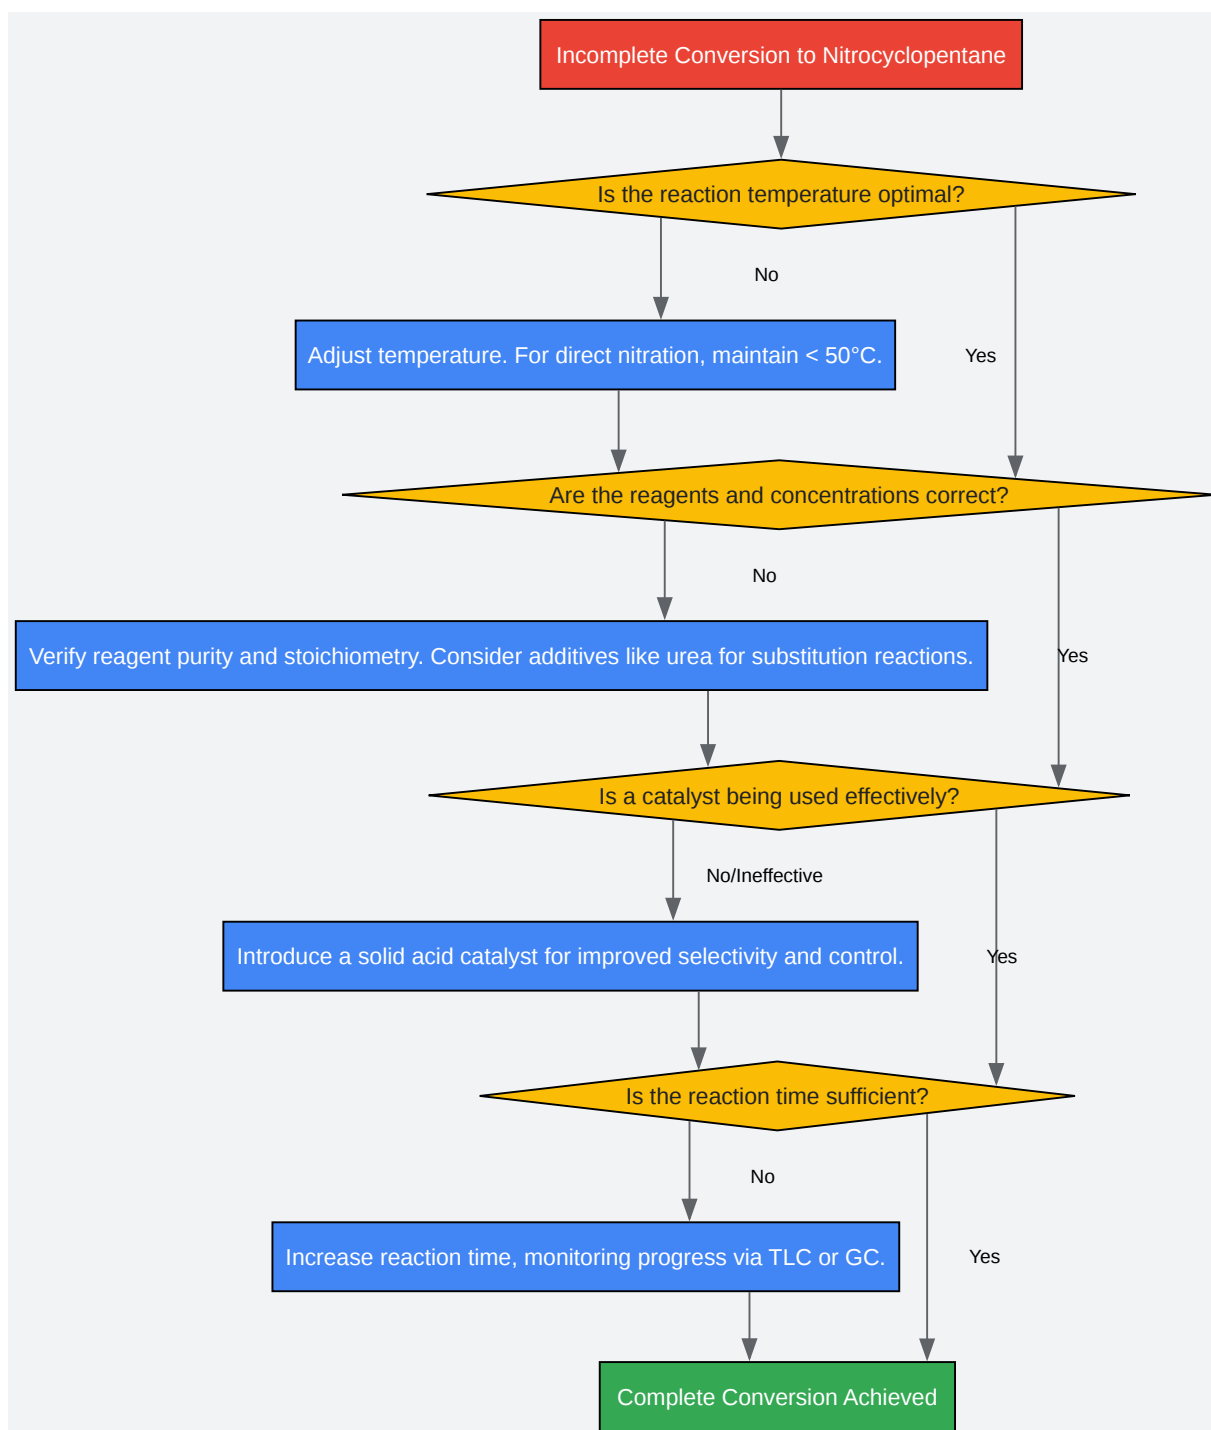 Incomplete Conversion to Nitrocyclopentane
Is the reaction temperature optimal?
No
Adjust temperature. For direct nitration, maintain < 50°C.
Yes
Are the reagents and concentrations correct?
No
Verify reagent purity and stoichiometry. Consider additives like urea for substitution reactions.
Yes
Is a catalyst being used effectively?
No/Ineffective
Introduce a solid acid catalyst for improved selectivity and control.
Yes
Is the reaction time sufficient?
No
Increase reaction time, monitoring progress via TLC or GC.
Yes
Complete Conversion Achieved